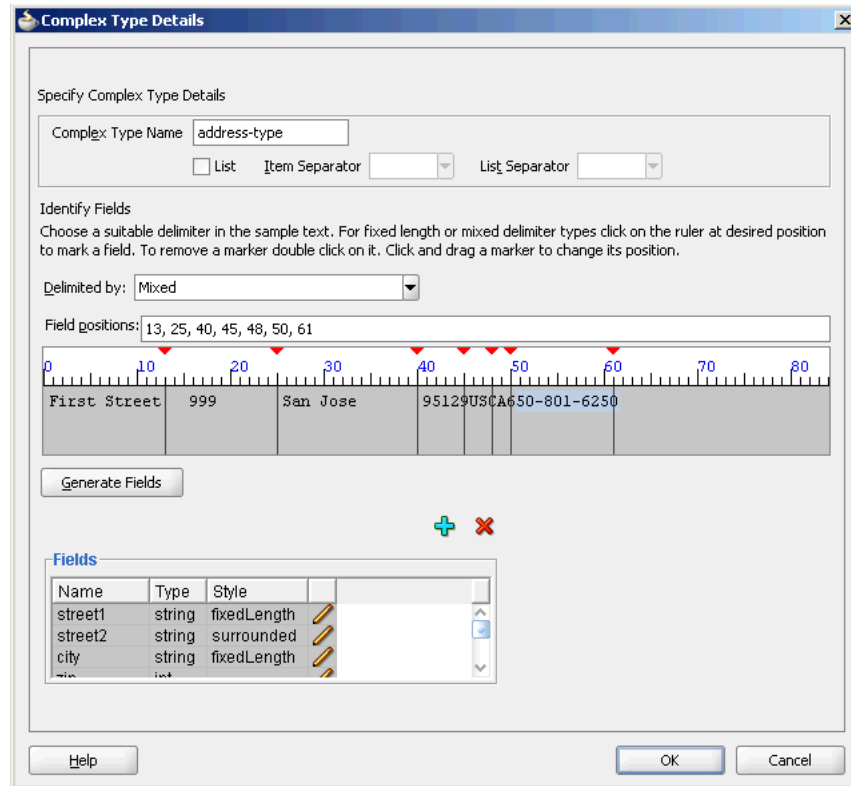 Complex Type Details
Specify Complex Type Details
Complex Type Name address-type
List Item Separator List Separator
Identify Fields
Choose a suitable delimiter in the sample text. For fixed length or mixed delimiter types click on the ruler at desired position
to mark a field. To remove a marker double click on it. Click and drag a marker to change its position.
Delimited by: Mixed
Field positions: 13, 25, 40, 45, 48, 50, 61
0 10 20 30 40 50 60 70 80
First Street 999 San Jose 95129USCA650-801-6250
Generate Fields
Fields
Name Type Style
street1 string fixedLength
street2 string surrounded
city string fixedLength
zip int
Help OK Cancel